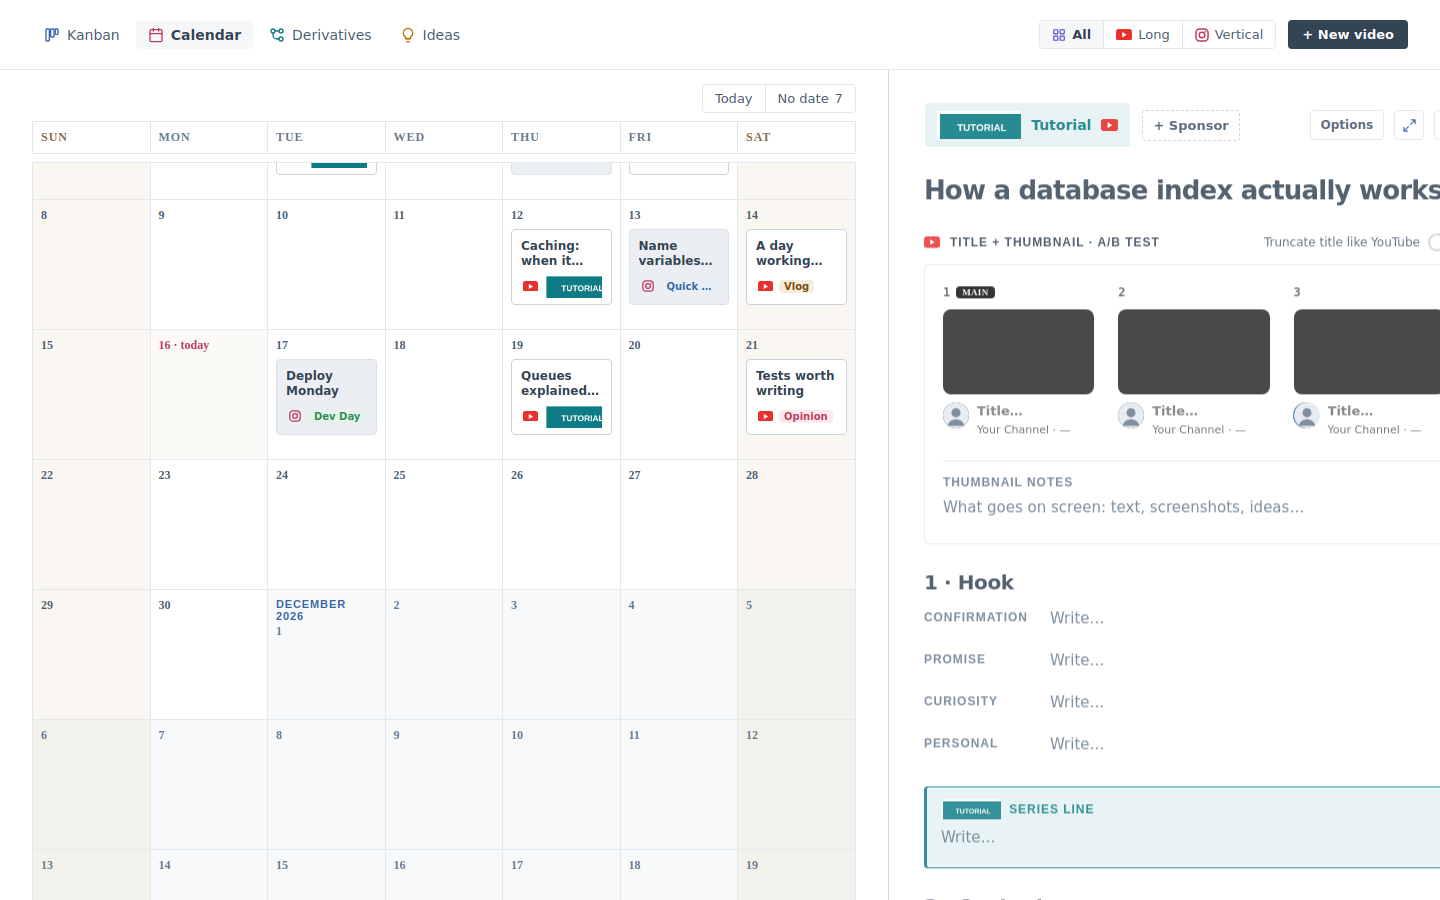 Kanban
Calendar
Derivatives
Ideas
All
Long
Vertical
+ New video
Today
No date 7
SUN MON TUE WED THU FRI SAT
8 9 10 11 12 13 14
Caching:
when it…
TUTORIAL
Name
variables…
Quick …
A day
working…
Vlog
15 16 · today 17 18 19 20 21
Deploy
Monday
Dev Day
Queues
explained…
TUTORIAL
Tests worth
writing
Opinion
22 23 24 25 26 27 28
29 30 DECEMBER
2026
1
2 3 4 5
6 7 8 9 10 11 12
13 14 15 16 17 18 19
TUTORIAL Tutorial
+ Sponsor
Options
How a database index actually works
TITLE + THUMBNAIL · A/B TEST
Truncate title like YouTube
1 MAIN
2
3
Title…
Your Channel · —
Title…
Your Channel · —
Title…
Your Channel · —
THUMBNAIL NOTES
What goes on screen: text, screenshots, ideas…
1 · Hook
CONFIRMATION Write…
PROMISE Write…
CURIOSITY Write…
PERSONAL Write…
TUTORIAL SERIES LINE
Write…